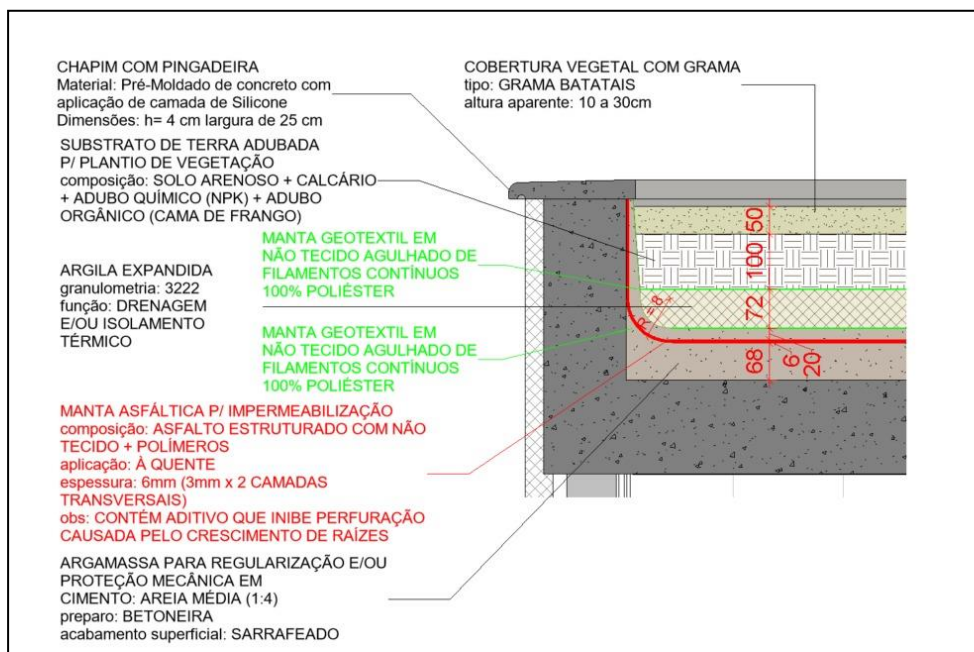 CHAPIM COM PINGADEIRA
Material: Pré-Moldado de concreto com
aplicação de camada de Silicone
Dimensões: h= 4 cm largura de 25 cm
COBERTURA VEGETAL COM GRAMA
tipo: GRAMA BATATAIS
altura aparente: 10 a 30cm
SUBSTRATO DE TERRA ADUBADA
P/ PLANTIO DE VEGETAÇÃO
composição: SOLO ARENOSO + CALCÁRIO
+ ADUBO QUÍMICO (NPK) + ADUBO
ORGÂNICO (CAMA DE FRANGO)
MANTA GEOTEXTIL EM
NÃO TECIDO AGULHADO DE
FILAMENTOS CONTÍNUOS
100% POLIÉSTER
ARGILA EXPANDIDA
granulometria: 3222
função: DRENAGEM
E/OU ISOLAMENTO
TÉRMICO
MANTA GEOTEXTIL EM
NÃO TECIDO AGULHADO DE
FILAMENTOS CONTÍNUOS
100% POLIÉSTER
MANTA ASFÁLTICA P/ IMPERMEABILIZAÇÃO
composição: ASFALTO ESTRUTURADO COM NÃO
TECIDO + POLÍMEROS
aplicação: À QUENTE
espessura: 6mm (3mm x 2 CAMADAS
TRANSVERSAIS)
obs: CONTÉM ADITIVO QUE INIBE PERFURAÇÃO
CAUSADA PELO CRESCIMENTO DE RAÍZES
ARGAMASSA PARA REGULARIZAÇÃO E/OU
PROTEÇÃO MECÂNICA EM
CIMENTO: AREIA MÉDIA (1:4)
preparo: BETONEIRA
acabamento superficial: SARRAFEADO
50
100
72
R = 8
68
6
20